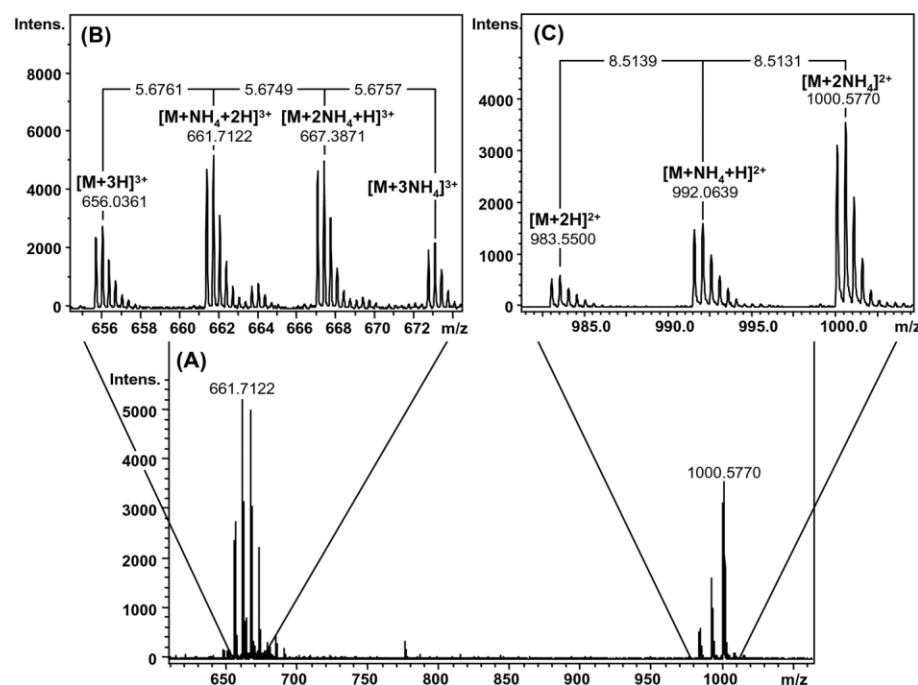 Intens.
(B)
8000
6000
4000
2000
0
5.6761 5.6749 5.6757
[M+NH4+2H]3+
661.7122
[M+2NH4+H]3+
667.3871
[M+3H]3+
656.0361
[M+3NH4]3+
656 658 660 662 664 666 668 670 672 m/z
Intens.
(C)
4000
3000
2000
1000
0
8.5139 8.5131
[M+2NH4]2+
1000.5770
[M+NH4+H]2+
992.0639
[M+2H]2+
983.5500
985.0 990.0 995.0 1000.0 m/z
(A)
Intens.
5000
4000
3000
2000
1000
0
661.7122
1000.5770
650 700 750 800 850 900 950 1000 m/z